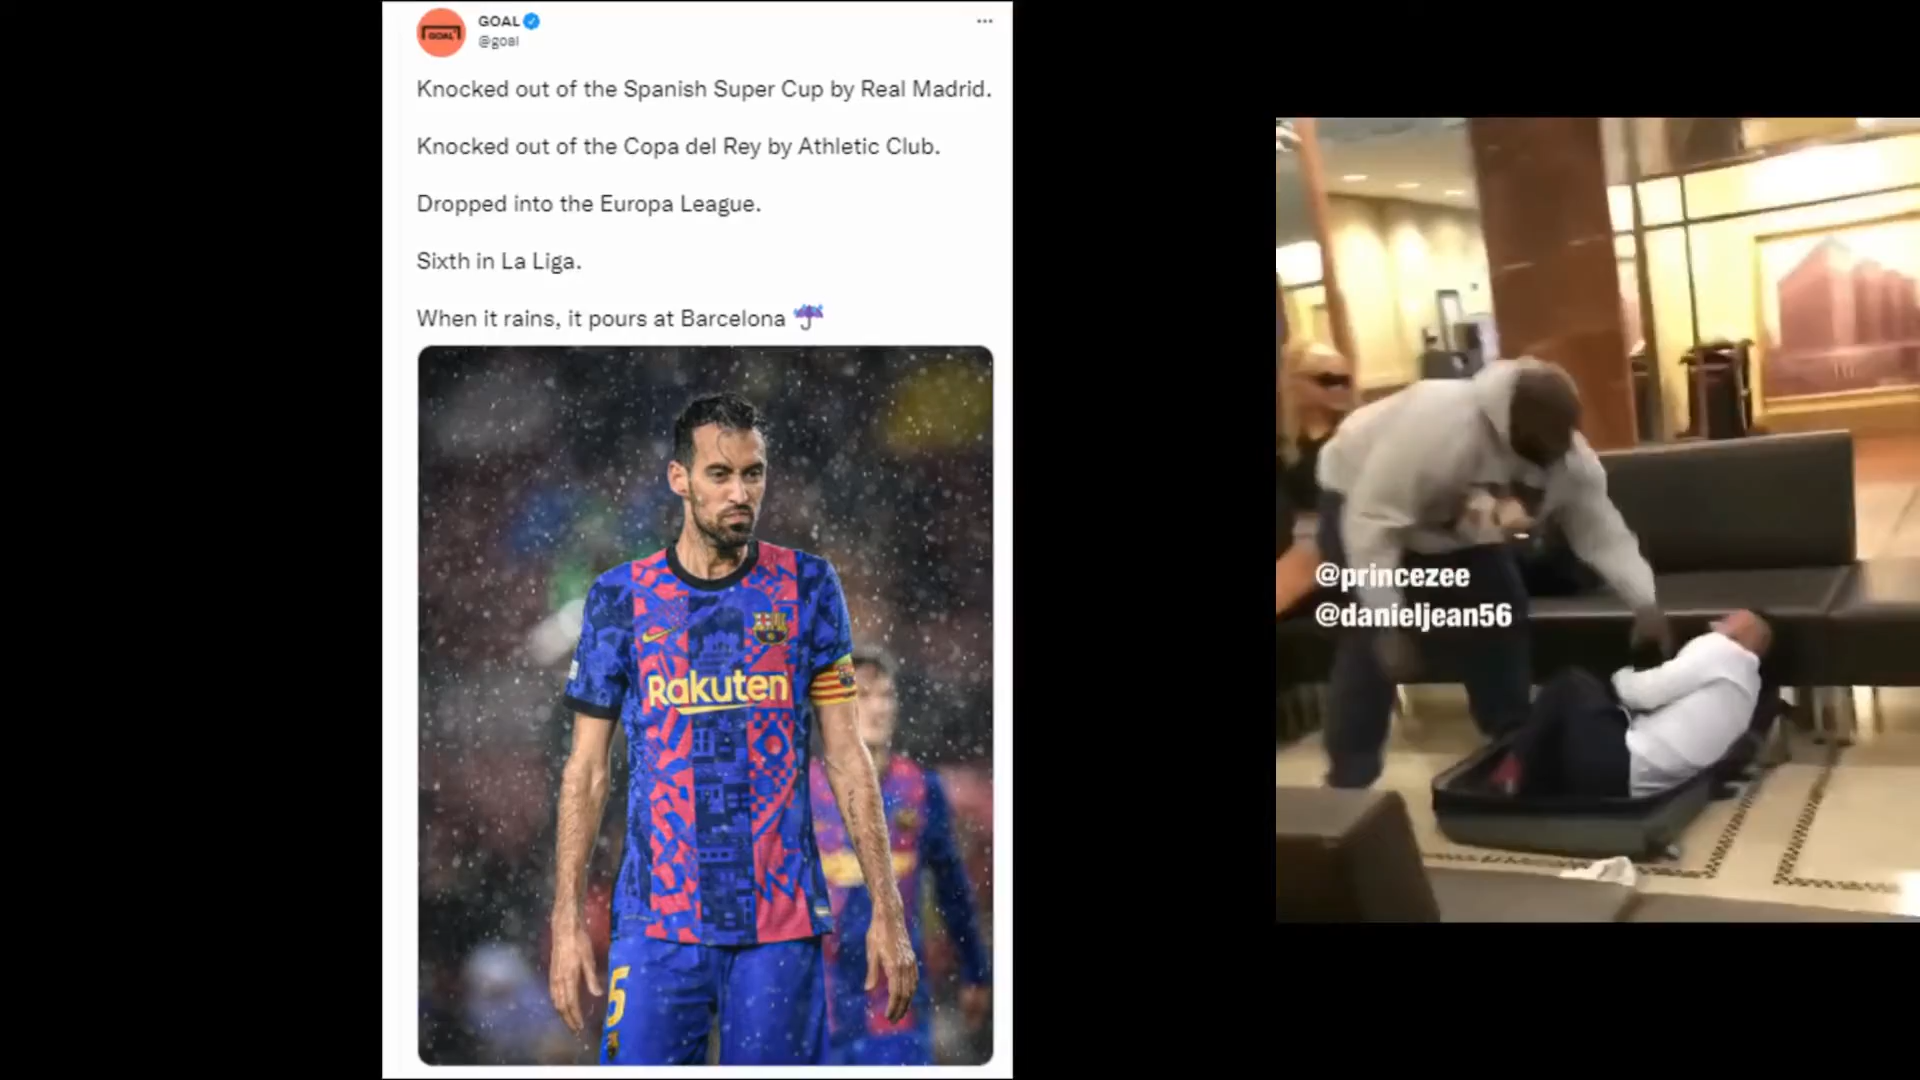 GOAL
@goal
GOAL
Knocked out of the Spanish Super Cup by Real Madrid.
Knocked out of the Copa del Rey by Athletic Club.
Dropped into the Europa League.
Sixth in La Liga.
When it rains, it pours at Barcelona ☔
Rakuten
5
@princezee
@danieljean56